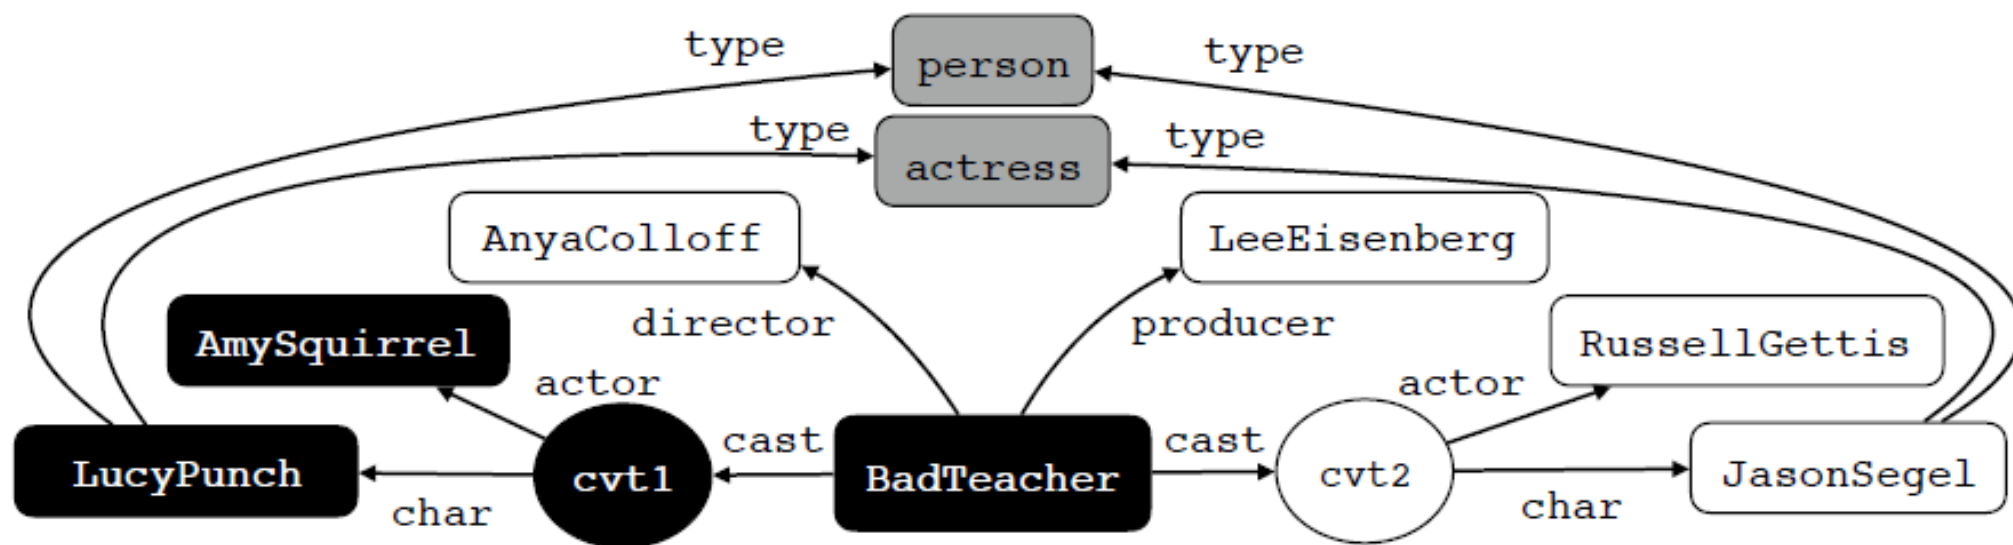 type person type
type actress type
AnyaColloff LeeEisenberg
director producer
AmySquirrel RussellGettis
actor actor
LucyPunch cvt1 cast BadTeacher cast cvt2 JasonSegel
char char